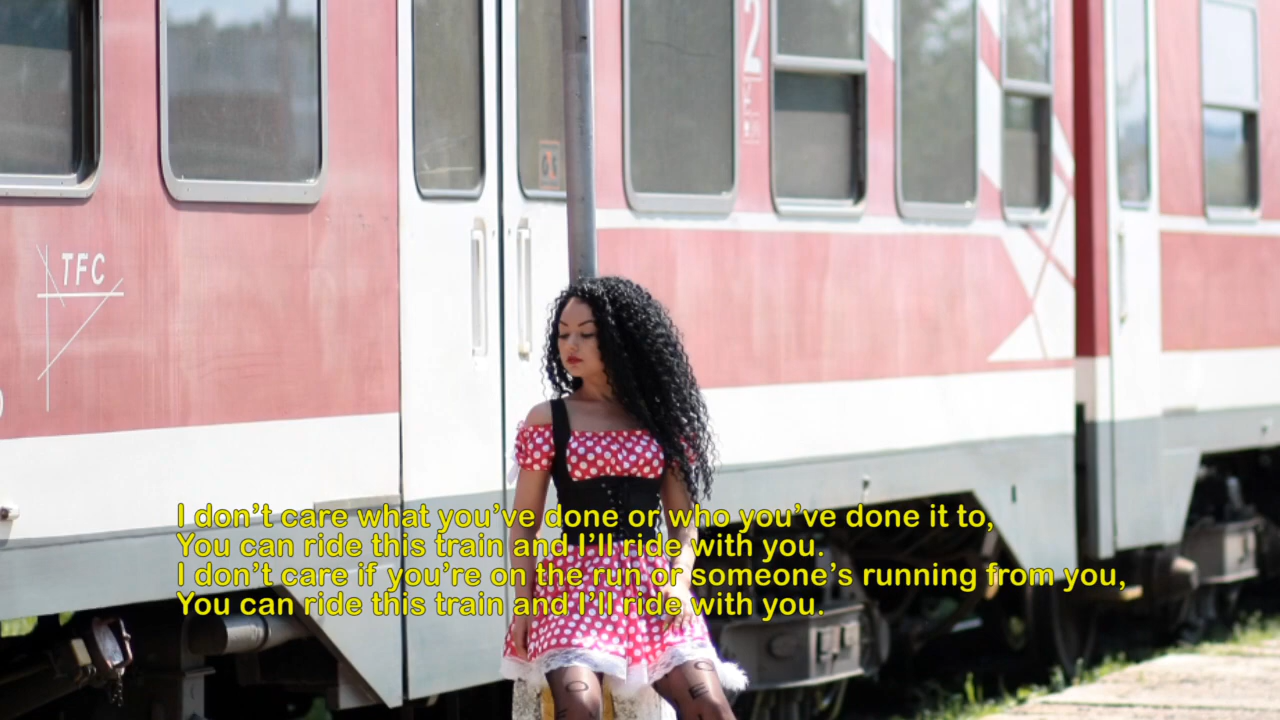 2
TFC
I don't care what you've done or who you've done it to,
You can ride this train and I'll ride with you.
I don't care if you're on the run or someone's running from you,
You can ride this train and I'll ride with you.